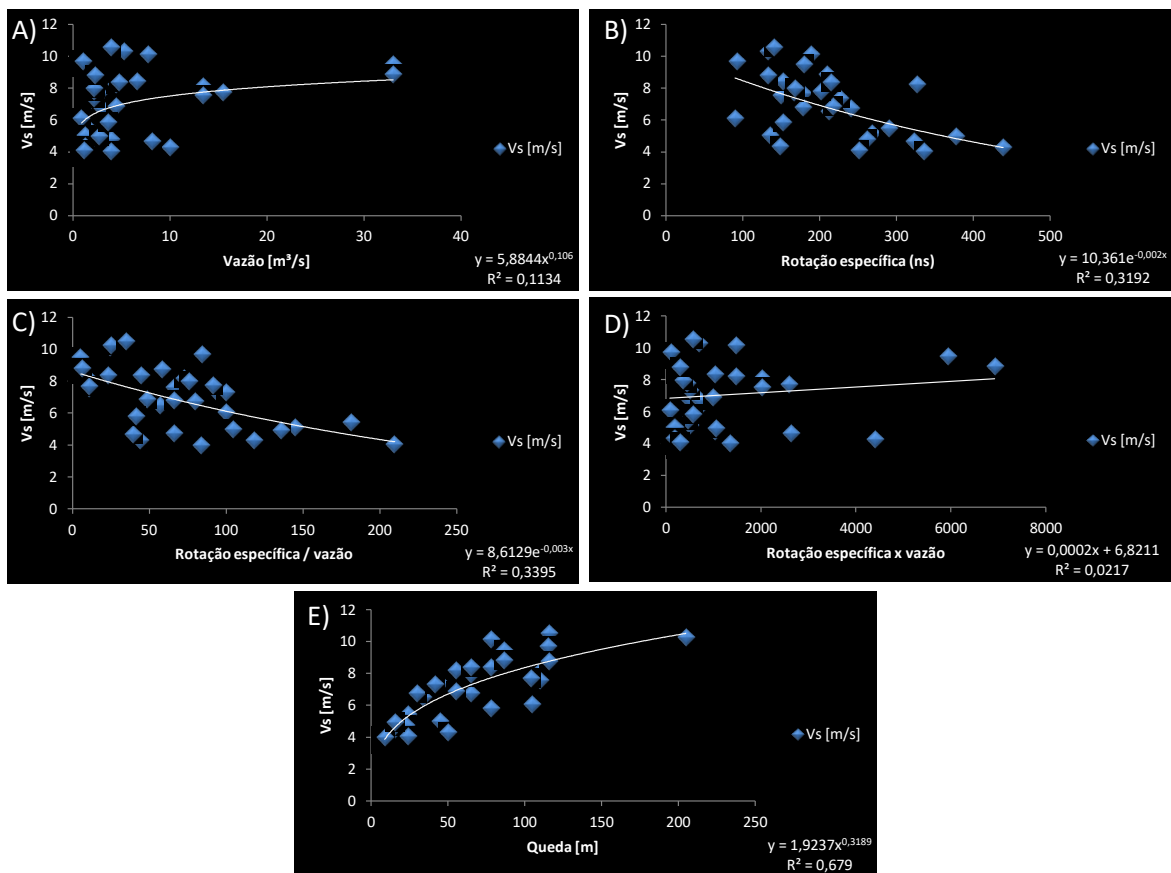 A)
12
10
8
6
4
2
0
Vs [m/s]
0 10 20 30 40
Vazão [m³/s]
Vs [m/s]
y = 5,8844x^0,106
R² = 0,1134
B)
12
10
8
6
4
2
0
Vs [m/s]
0 100 200 300 400 500
Rotação específica (ns)
Vs [m/s]
y = 10,361e^-0,002x
R² = 0,3192
C)
12
10
8
6
4
2
0
Vs [m/s]
0 50 100 150 200 250
Rotação específica / vazão
Vs [m/s]
y = 8,6129e^-0,003x
R² = 0,3395
D)
12
10
8
6
4
2
0
Vs [m/s]
0 2000 4000 6000 8000
Rotação específica x vazão
Vs [m/s]
y = 0,0002x + 6,8211
R² = 0,0217
E)
12
10
8
6
4
2
0
Vs [m/s]
0 50 100 150 200 250
Queda [m]
Vs [m/s]
y = 1,9237x^0,3189
R² = 0,679